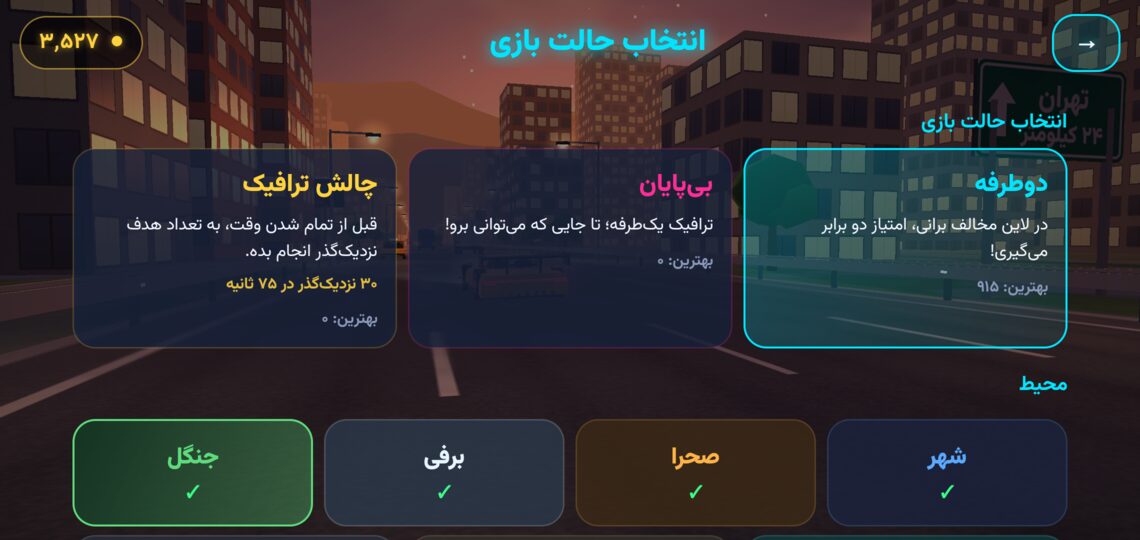 →
انتخاب حالت بازی
۳,۵۲۷
تهران
۲۴ کیلومتر
انتخاب حالت بازی
دوطرفه
در لاین مخالف برانی، امتیاز دو برابر
می‌گیری!
بهترین: ۹۱۵
بی‌پایان
ترافیک یک‌طرفه؛ تا جایی که می‌توانی برو!
بهترین: ۰
چالش ترافیک
قبل از تمام شدن وقت، به تعداد هدف
نزدیک‌گذر انجام بده.
۳۰ نزدیک‌گذر در ۷۵ ثانیه
بهترین: ۰
محیط
شهر
✓
صحرا
✓
برفی
✓
جنگل
✓